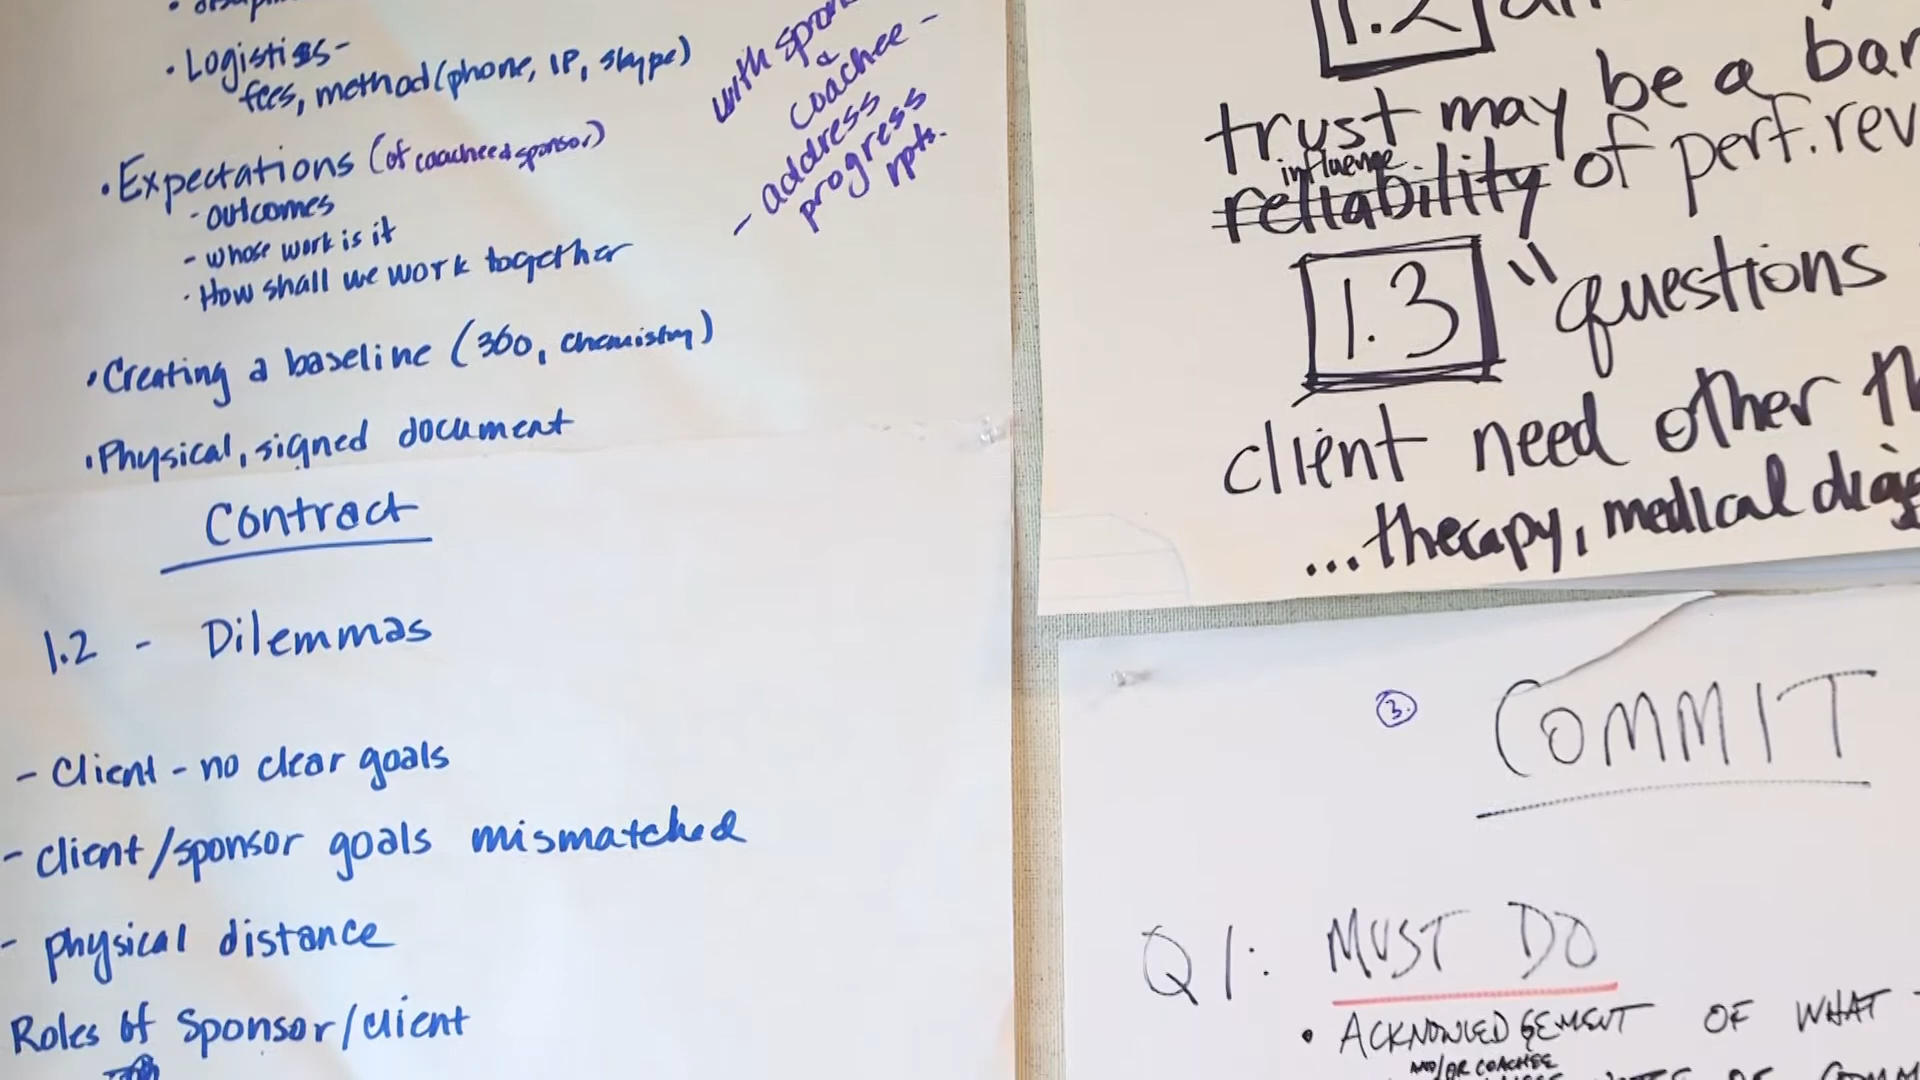 • Logistics-
fees, method (phone, IP, skype)
• Expectations (of coachee & sponsor)
- outcomes
- whose work is it
• How shall we work together
• Creating a baseline (360, chemistry)
• Physical, signed document
with
&
coachee -
- address
progress
rpts.
Contract
1.2 - Dilemmas
- Client - no clear goals
- client/sponsor goals mismatched
- physical distance
Roles of Sponsor/client
1.2
trust may be a
influence
reliability of perf. rev
1.3 "questions
client need other
...therapy, medical
3.
COMMIT
Q1: MUST DO
• ACKNOWLEDGEMENT OF WHAT
AND/OR COACHEE
OF